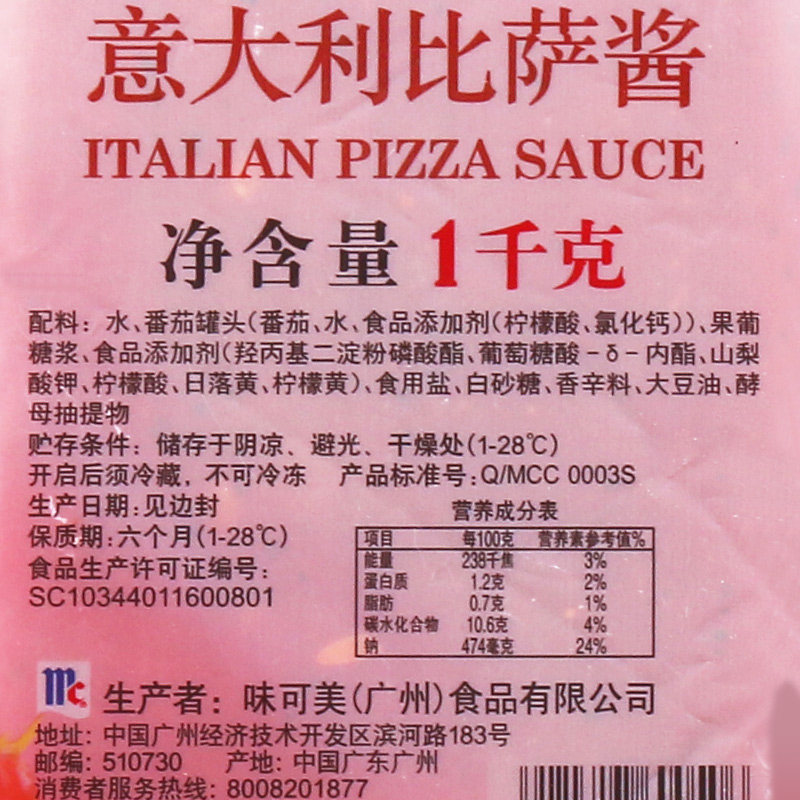 意大利比萨酱
ITALIAN PIZZA SAUCE
净含量 1千克
配料：水、番茄罐头（番茄、水、食品添加剂（柠檬酸、氯化钙））、果葡
糖浆、食品添加剂（羟丙基二淀粉磷酸酯、葡萄糖酸-δ-内酯、山梨
酸钾、柠檬酸、日落黄、柠檬黄）、食用盐、白砂糖、香辛料、大豆油、酵
母抽提物
贮存条件：储存于阴凉、避光、干燥处（1-28℃）
开启后须冷藏，不可冷冻 产品标准号：Q/MCC 0003S
生产日期：见边封
保质期：六个月（1-28℃）
食品生产许可证编号：
SC10344011600801
营养成分表
项目 每100克 营养素参考值%
能量 238千焦 3%
蛋白质 1.2克 2%
脂肪 0.7克 1%
碳水化合物 10.6克 4%
钠 474毫克 24%
Mc 生产者：味可美（广州）食品有限公司
地址：中国广州经济技术开发区滨河路183号
邮编：510730 产地：中国广东广州
消费者服务热线：8008201877